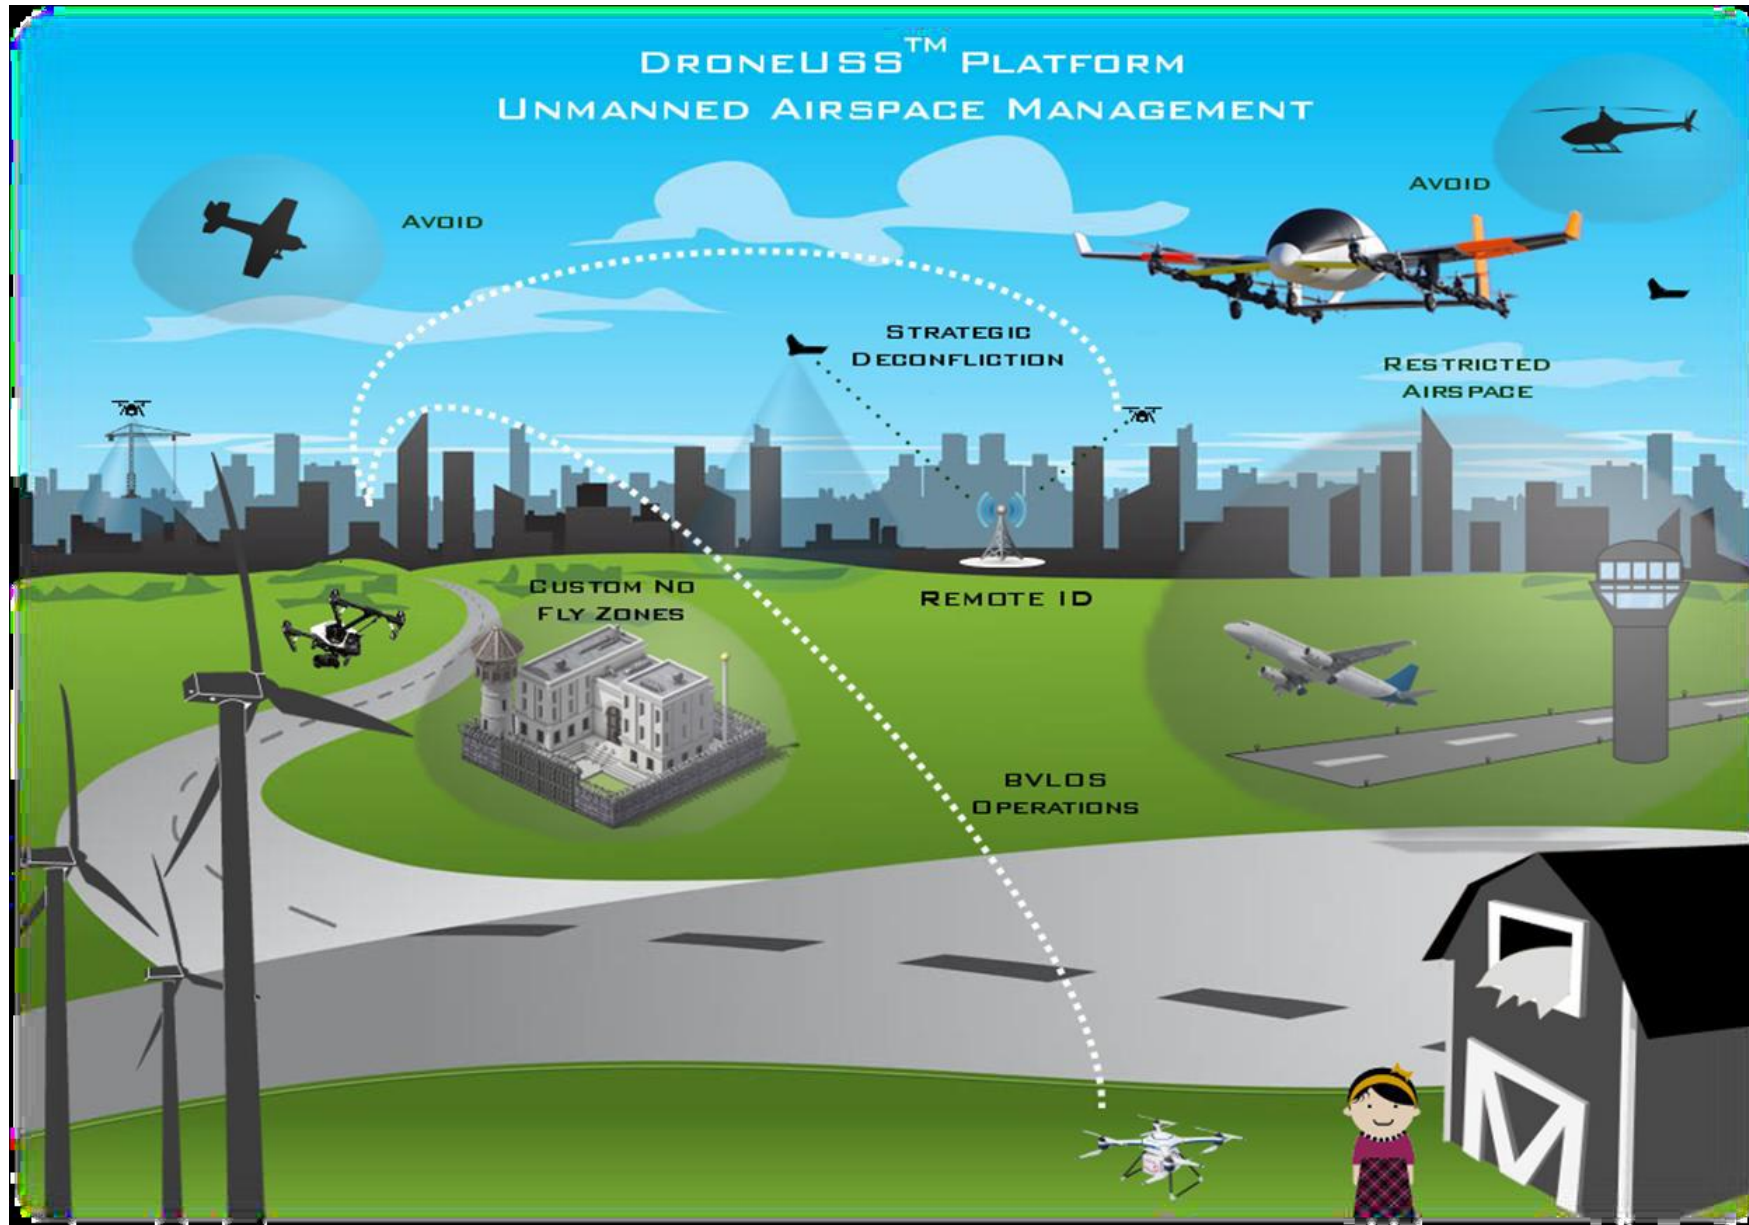 DRONEUSS™ PLATFORM
UNMANNED AIRSPACE MANAGEMENT
AVOID
AVOID
STRATEGIC
DECONFLICTION
RESTRICTED
AIRSPACE
CUSTOM NO
FLY ZONES
REMOTE ID
BVLOS
OPERATIONS